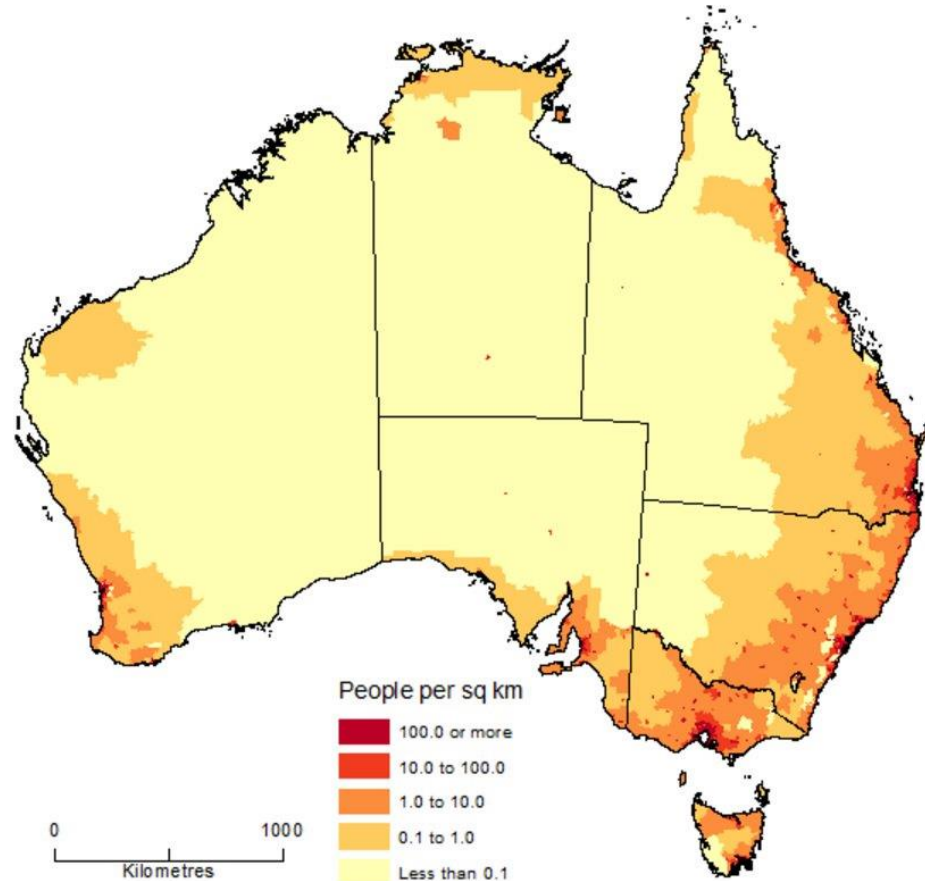 People per sq km
100.0 or more
10.0 to 100.0
1.0 to 10.0
0.1 to 1.0
Less than 0.1
0 1000
Kilometres